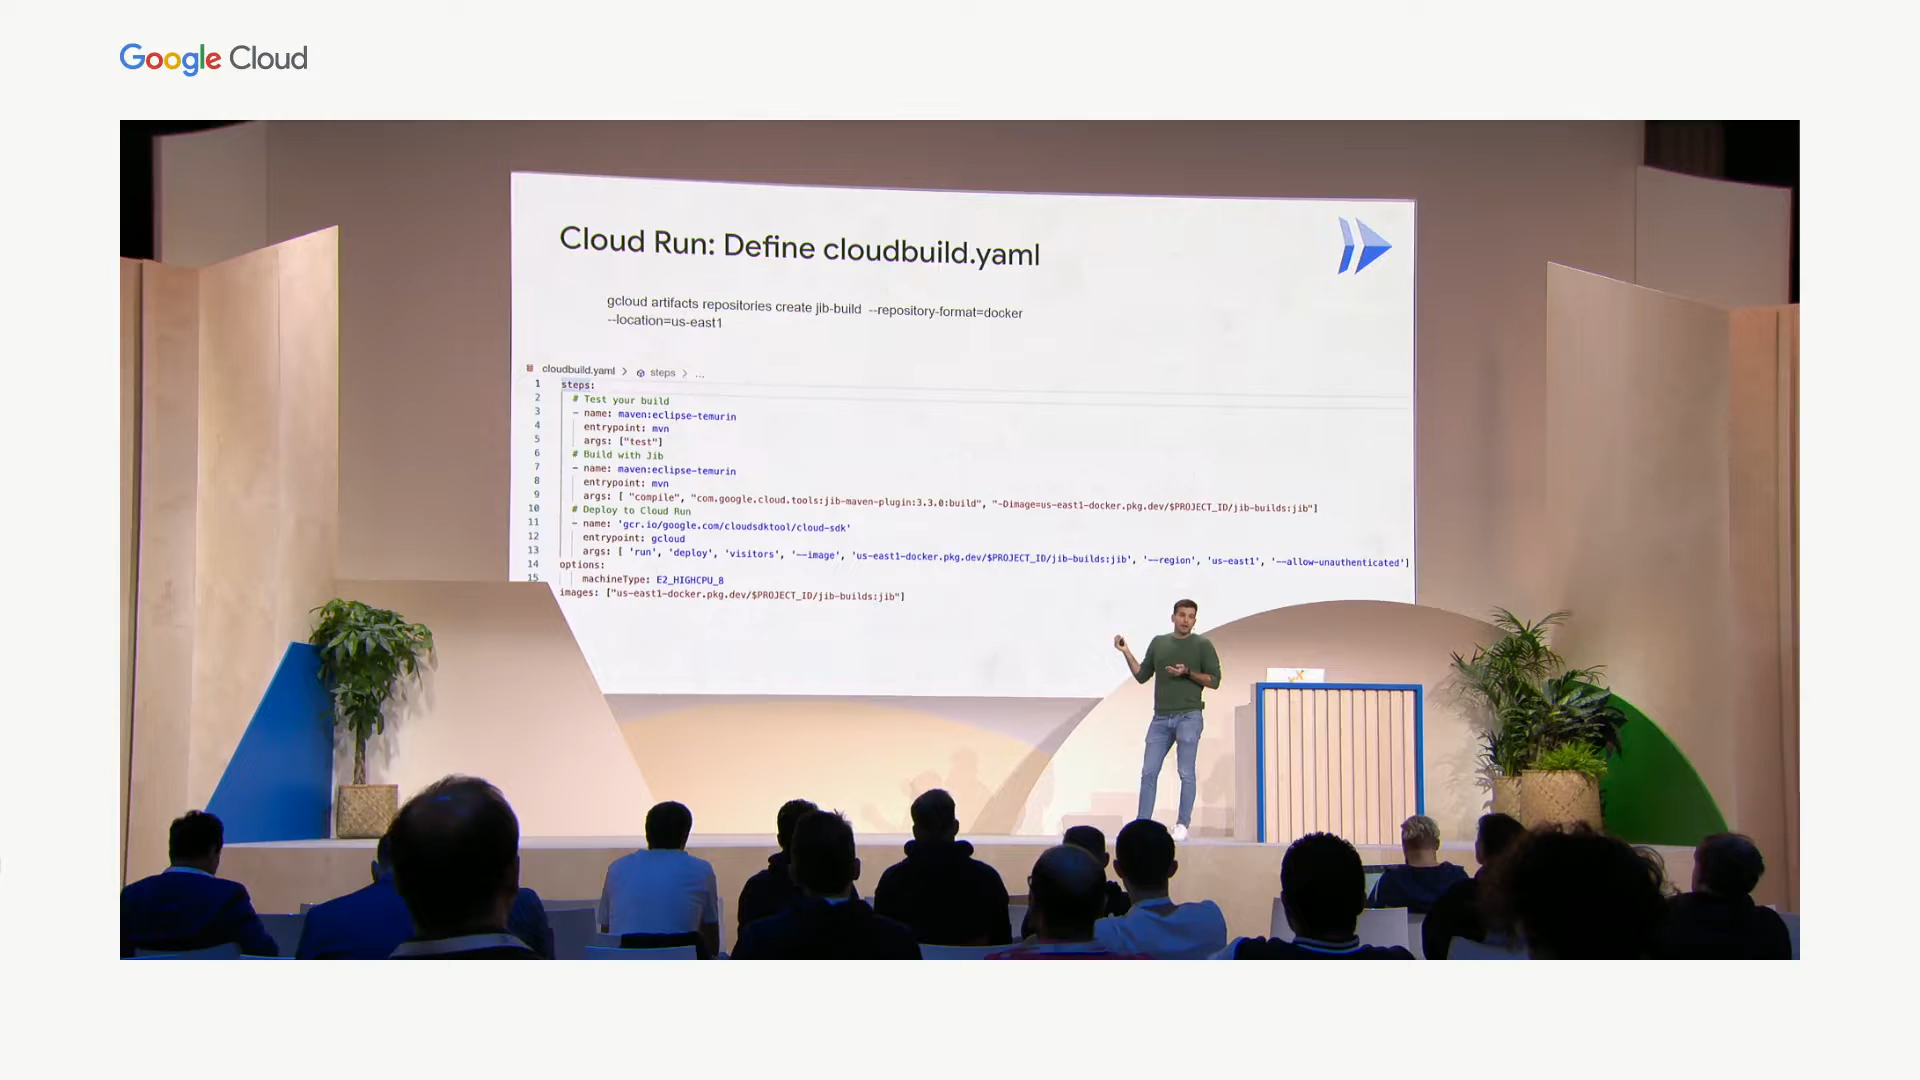 Google Cloud
Cloud Run: Define cloudbuild.yaml
gcloud artifacts repositories create jib-build --repository-format=docker
--location=us-east1
cloudbuild.yaml > steps > ...
1 steps:
2 # Test your build
3 - name: maven:eclipse-temurin
4 entrypoint: mvn
5 args: ["test"]
6 # Build with Jib
7 - name: maven:eclipse-temurin
8 entrypoint: mvn
9 args: [ "compile", "com.google.cloud.tools:jib-maven-plugin:3.3.0:build", "-Dimage=us-east1-docker.pkg.dev/$PROJECT_ID/jib-builds:jib"]
10 # Deploy to Cloud Run
11 - name: 'gcr.io/google.com/cloudsdktool/cloud-sdk'
12 entrypoint: gcloud
13 args: [ 'run', 'deploy', 'visitors', '--image', 'us-east1-docker.pkg.dev/$PROJECT_ID/jib-builds:jib', '--region', 'us-east1', '--allow-unauthenticated']
14 options:
15 machineType: E2_HIGHCPU_8
images: ["us-east1-docker.pkg.dev/$PROJECT_ID/jib-builds:jib"]